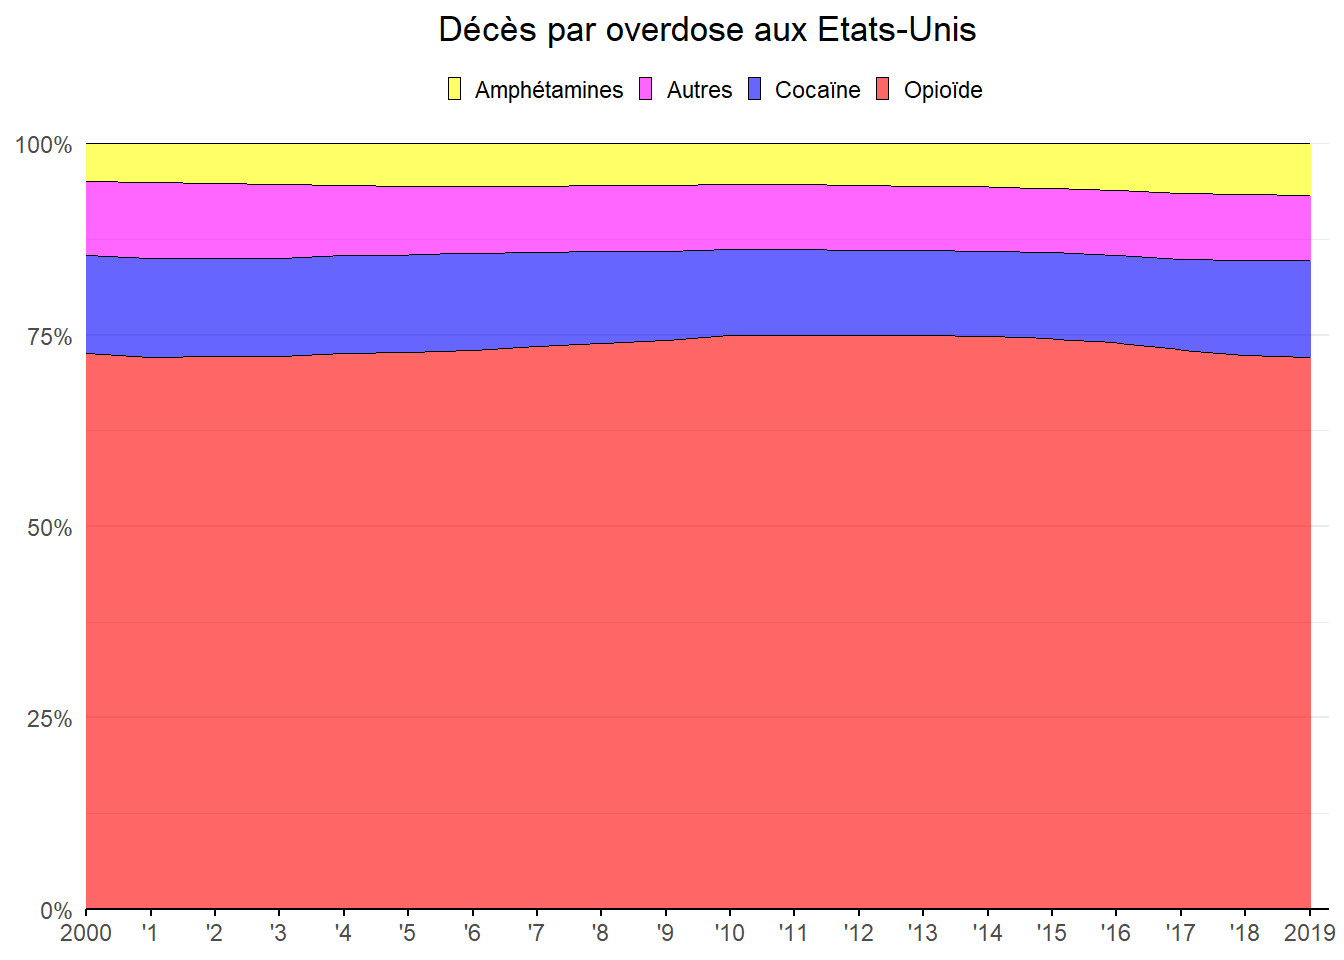 Décès par overdose aux Etats-Unis
Amphétamines Autres Cocaïne Opioïde
100%
75%
50%
25%
0%
2000 '1 '2 '3 '4 '5 '6 '7 '8 '9 '10 '11 '12 '13 '14 '15 '16 '17 '18 2019